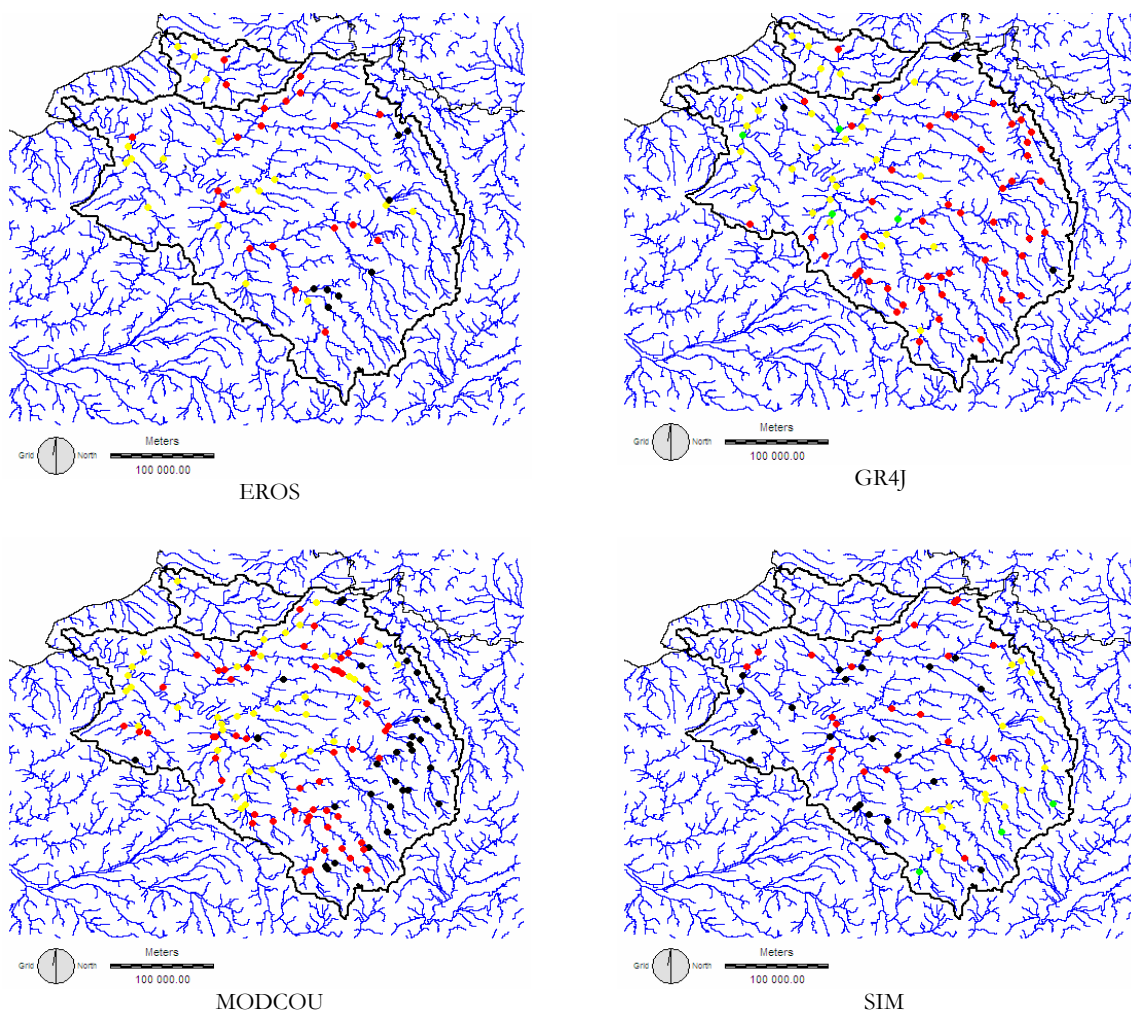 Meters
Grid North
100 000.00
EROS
Meters
Grid North
100 000.00
GR4J
Meters
Grid North
100 000.00
MODCOU
Meters
Grid North
100 000.00
SIM